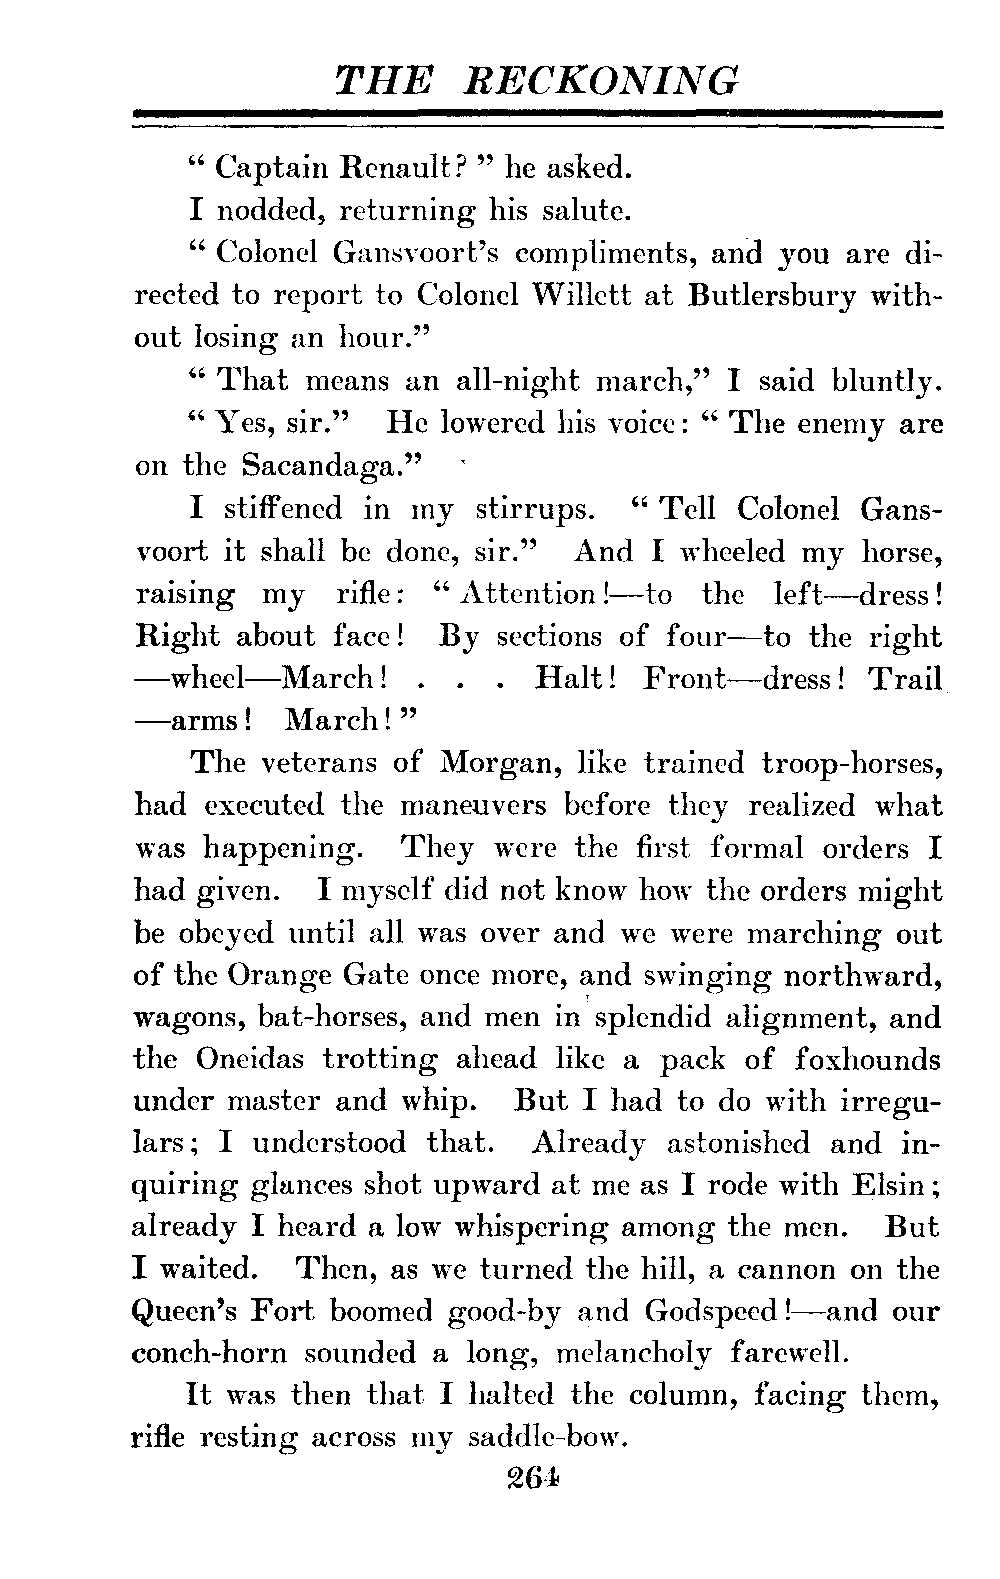 THE RECKONING
“ Captain Renault? ” he asked.
I nodded, returning his salute.
“ Colonel Gansvoort’s compliments, and you are di-
rected to report to Colonel Willett at Butlersbury with-
out losing an hour.”
“ That means an all-night march,” I said bluntly.
“ Yes, sir.” He lowered his voice: “ The enemy are
on the Sacandaga.”
I stiffened in my stirrups. “ Tell Colonel Gans-
voort it shall be done, sir.” And I wheeled my horse,
raising my rifle: “ Attention!—to the left—dress!
Right about face! By sections of four—to the right
—wheel—March! . . . Halt! Front—dress! Trail
—arms! March! ”
The veterans of Morgan, like trained troop-horses,
had executed the maneuvers before they realized what
was happening. They were the first formal orders I
had given. I myself did not know how the orders might
be obeyed until all was over and we were marching out
of the Orange Gate once more, and swinging northward,
wagons, bat-horses, and men in splendid alignment, and
the Oneidas trotting ahead like a pack of foxhounds
under master and whip. But I had to do with irregu-
lars; I understood that. Already astonished and in-
quiring glances shot upward at me as I rode with Elsin;
already I heard a low whispering among the men. But
I waited. Then, as we turned the hill, a cannon on the
Queen’s Fort boomed good-by and Godspeed!—and our
conch-horn sounded a long, melancholy farewell.
It was then that I halted the column, facing them,
rifle resting across my saddle-bow.
264